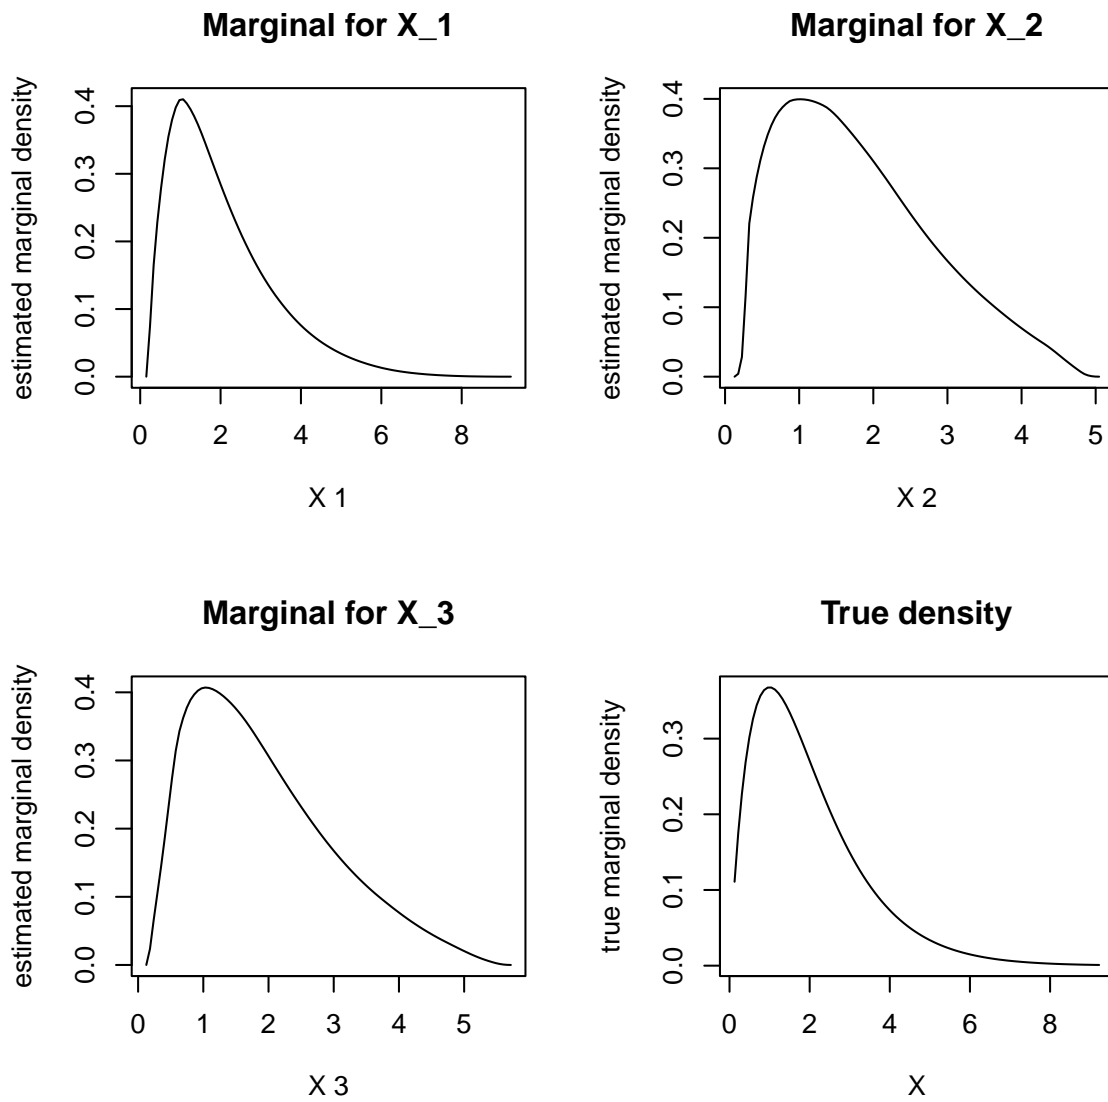 Marginal for X_1
estimated marginal density
0.0 0.1 0.2 0.3 0.4
0 2 4 6 8
X 1
Marginal for X_2
estimated marginal density
0.0 0.1 0.2 0.3 0.4
0 1 2 3 4 5
X 2
Marginal for X_3
estimated marginal density
0.0 0.1 0.2 0.3 0.4
0 1 2 3 4 5
X 3
True density
true marginal density
0.0 0.1 0.2 0.3
0 2 4 6 8
X